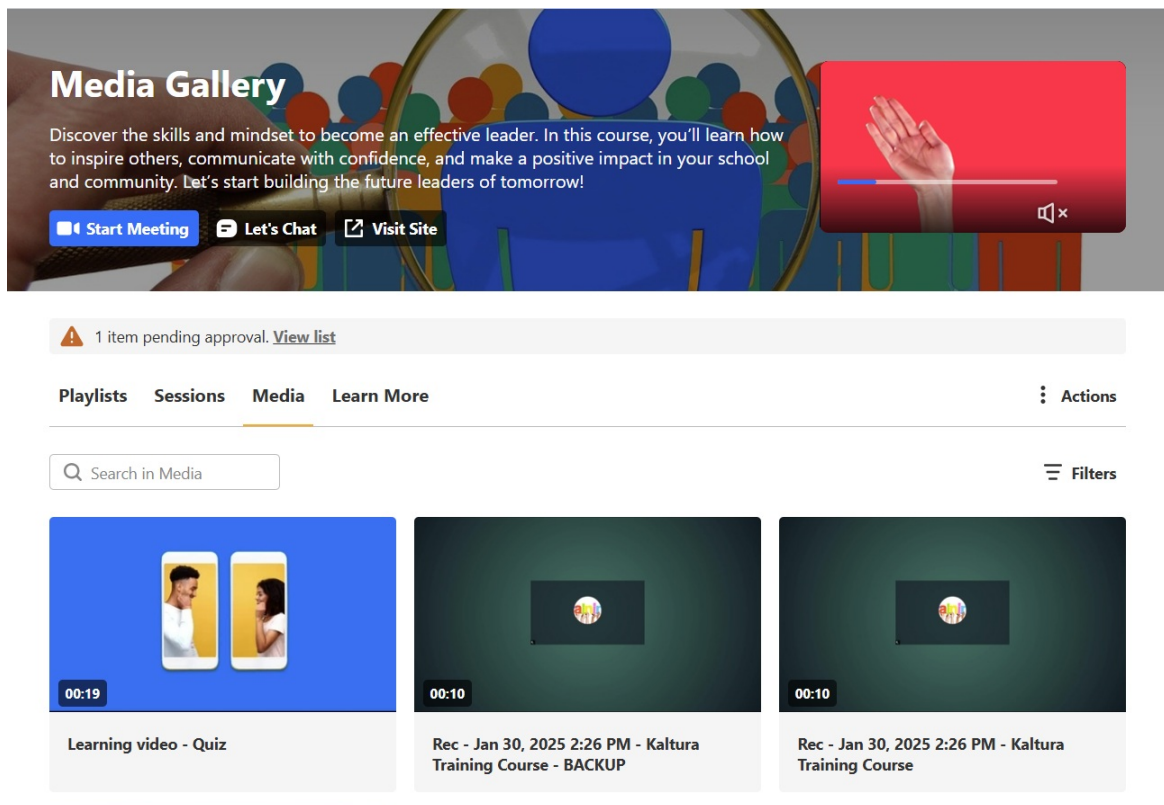 Media Gallery
Discover the skills and mindset to become an effective leader. In this course, you'll learn how
to inspire others, communicate with confidence, and make a positive impact in your school
and community. Let's start building the future leaders of tomorrow!
Start Meeting
Let's Chat
Visit Site
1 item pending approval. View list
Playlists
Sessions
Media
Learn More
Actions
Search in Media
Filters
00:19
00:10
00:10
Learning video - Quiz
Rec - Jan 30, 2025 2:26 PM - Kaltura
Training Course - BACKUP
Rec - Jan 30, 2025 2:26 PM - Kaltura
Training Course